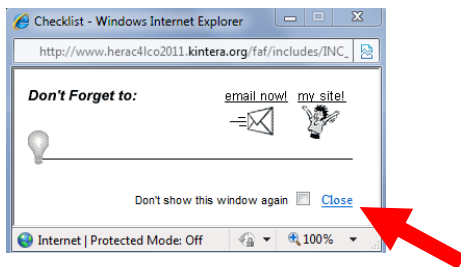 Checklist - Windows Internet Explorer
http://www.herac4lco2011.kintera.org/faf/includes/INC_
Don't Forget to: email now! my site!
Don't show this window again Close
Internet | Protected Mode: Off 100%